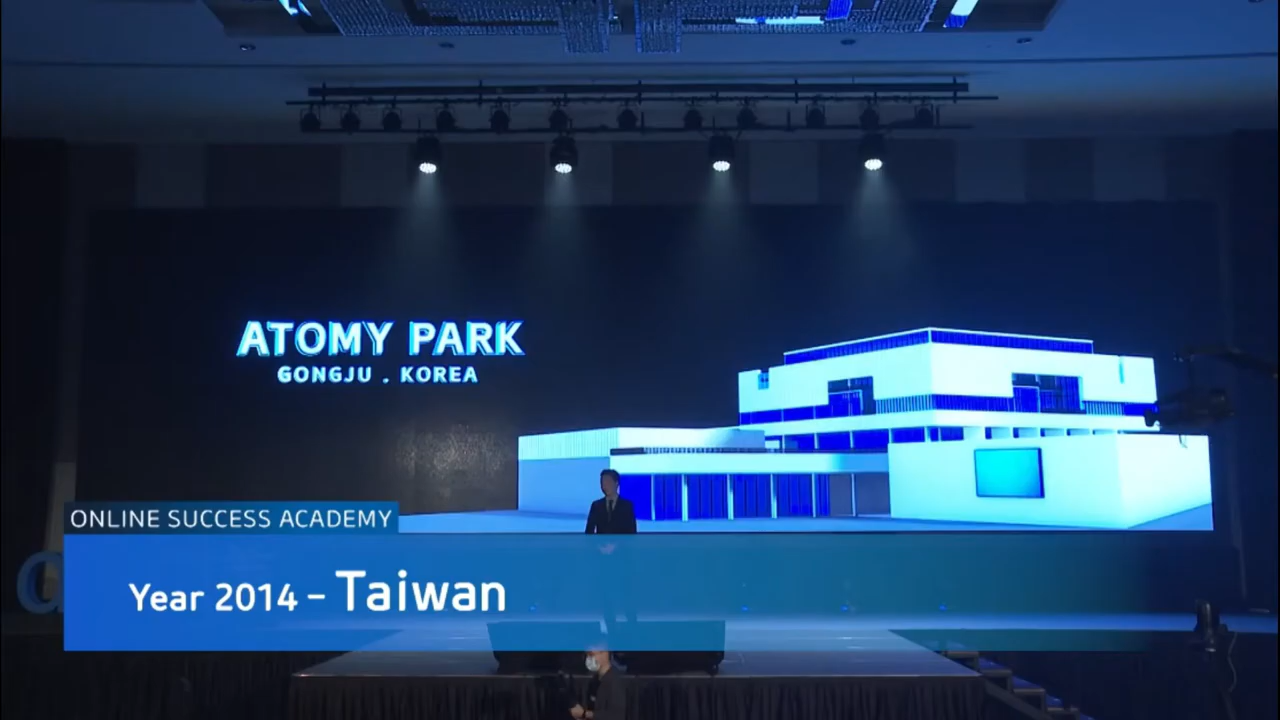 ATOMY PARK
GONGJU . KOREA
ONLINE SUCCESS ACADEMY
Year 2014 – Taiwan